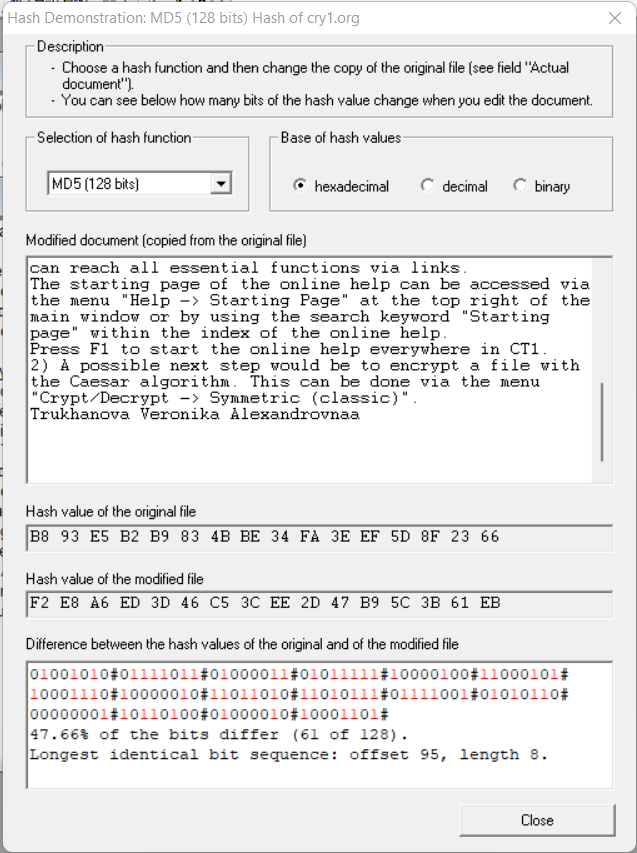 Hash Demonstration: MD5 (128 bits) Hash of cry1.org
Description
- Choose a hash function and then change the copy of the original file (see field "Actual
document").
- You can see below how many bits of the hash value change when you edit the document.
Selection of hash function
MD5 (128 bits)
Base of hash values
hexadecimal
decimal
binary
Modified document (copied from the original file)
can reach all essential functions via links.
The starting page of the online help can be accessed via
the menu "Help -> Starting Page" at the top right of the
main window or by using the search keyword "Starting
page" within the index of the online help.
Press F1 to start the online help everywhere in CT1.
2) A possible next step would be to encrypt a file with
the Caesar algorithm. This can be done via the menu
"Crypt/Decrypt -> Symmetric (classic)".
Trukhanova Veronika Alexandrovnaa
Hash value of the original file
B8 93 E5 B2 B9 83 4B BE 34 FA 3E EF 5D 8F 23 66
Hash value of the modified file
F2 E8 A6 ED 3D 46 C5 3C EE 2D 47 B9 5C 3B 61 EB
Difference between the hash values of the original and of the modified file
01001010#01111011#01000011#01011111#10000100#11000101#
10001110#10000010#11011010#11010111#01111001#01010110#
00000001#10110100#01000010#10001101#
47.66% of the bits differ (61 of 128).
Longest identical bit sequence: offset 95, length 8.
Close